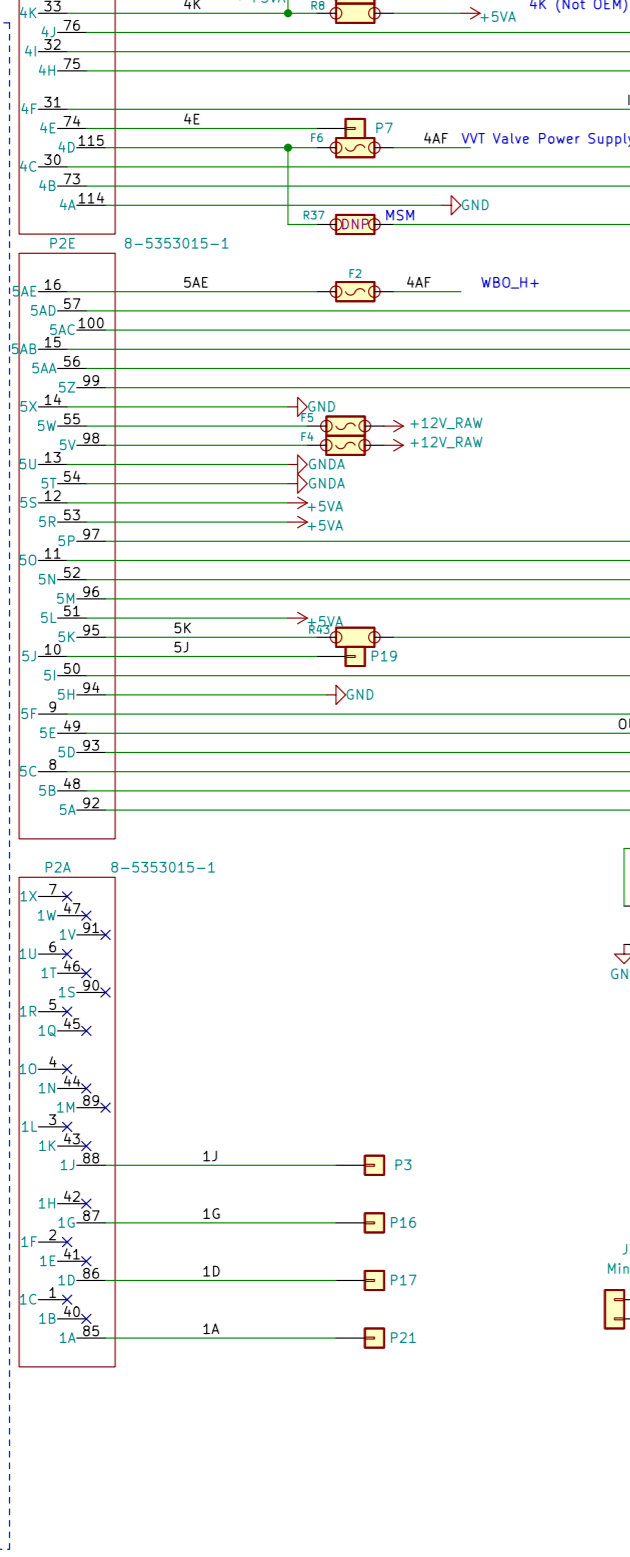 4K 33 4K +5VA R8 +5VA 4K (Not OEM)
4J 76
4I 32
4H 75
4F 31
4E 74 4E P7
4D 115 F6 4AF VVT Valve Power Supply
4C 30
4B 73
4A 114 GND
R37 DNP MSM
P2E 8-5353015-1
5AE 16 5AE F2 4AF WBO_H+
5AD 57
5AC 100
5AB 15
5AA 56
5Z 99
5X 14 GND
5W 55 F5 +12V_RAW
5V 98 F4 +12V_RAW
5U 13 GNDA
5T 54 GNDA
5S 12 +5VA
5R 53 +5VA
5P 97
5O 11
5N 52
5M 96
5L 51 +5VA
5K 95 5K R43
5J 10 5J P19
5I 50
5H 94 GND
5F 9
5E 49
5D 93
5C 8
5B 48
5A 92
P2A 8-5353015-1
1X 7
1W 47
1V 91
1U 6
1T 46
1S 90
GN
1R 5
1Q 45
1O 4
1N 44
1M 89
1L 3
1K 43
1J 88 1J P3
1H 42
1G 87 1G P16
1F 2
J
1E 41
Min
1D 86 1D P17
1C 1
1B 40
1A 85 1A P21